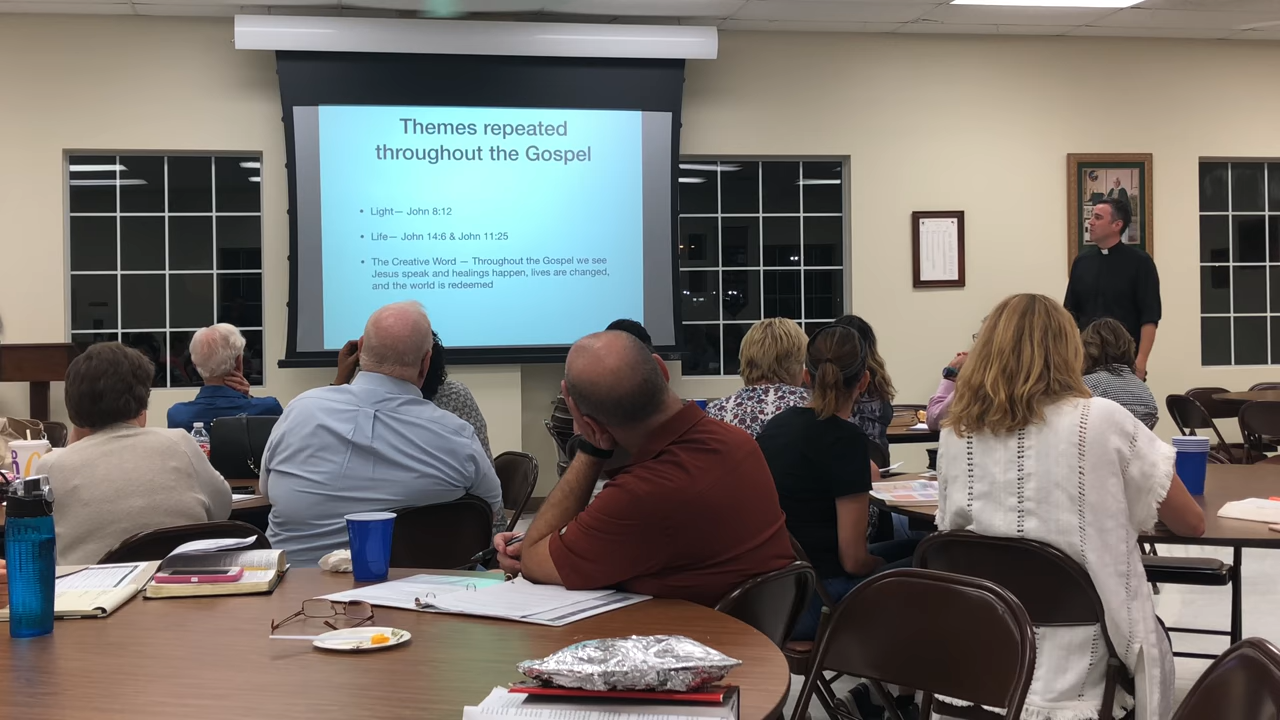 Themes repeated
throughout the Gospel
• Light— John 8:12
• Life— John 14:6 & John 11:25
• The Creative Word — Throughout the Gospel we see
Jesus speak and healings happen, lives are changed,
and the world is redeemed